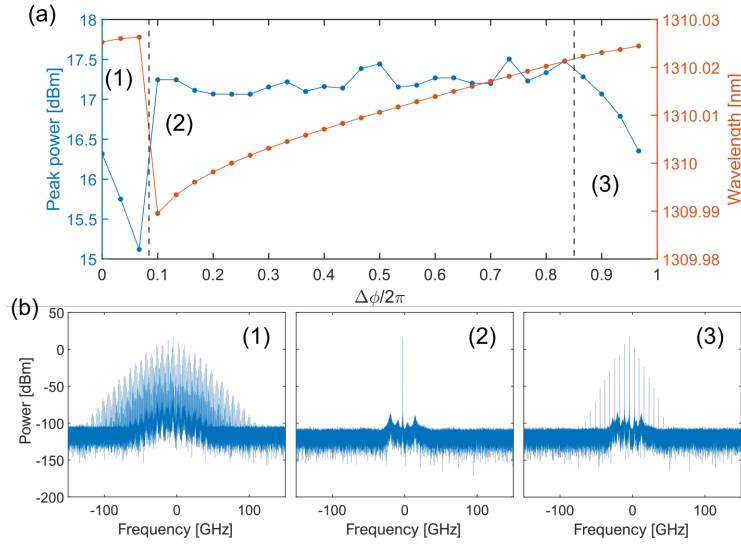 (a)
18
17.5
17
16.5
16
15.5
15
Peak power [dBm]
1310.03
1310.02
1310.01
1310
1309.99
1309.98
Wavelength [nm]
(1)
(2)
(3)
0 0.1 0.2 0.3 0.4 0.5 0.6 0.7 0.8 0.9 1
Δϕ/2π
(b)
50
0
-50
-100
-150
-200
Power [dBm]
(1)
(2)
(3)
-100 0 100
-100 0 100
-100 0 100
Frequency [GHz]
Frequency [GHz]
Frequency [GHz]